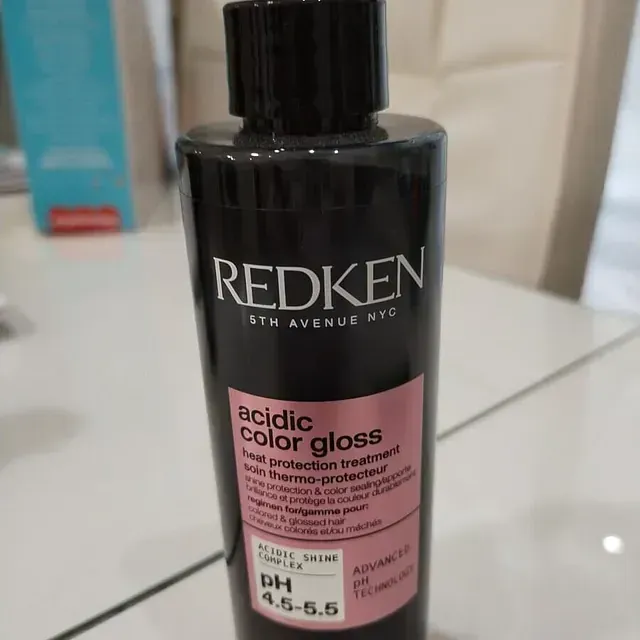 REDKEN
5TH AVENUE NYC
acidic
color gloss
heat protection treatment
soin thermo-protecteur
shine protection & color sealing/apporte
brillance et protège la couleur durablement
regimen for/gamme pour:
colored & glossed hair
cheveux colorés et/ou méchés
ACIDIC SHINE
COMPLEX
pH
4.5-5.5
ADVANCED
pH
TECHNOLOGY